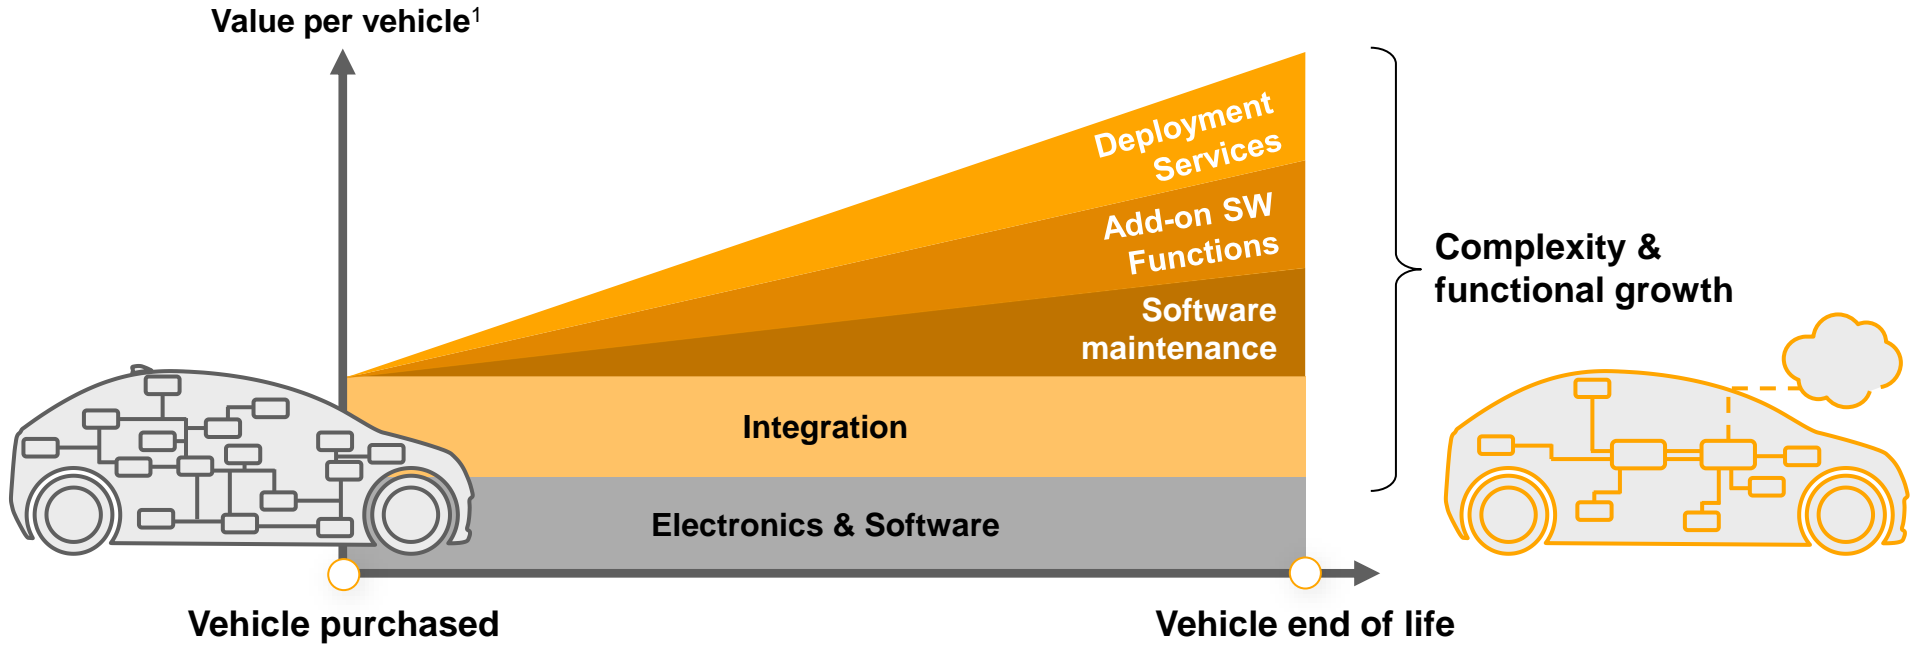 Value per vehicle¹
Deployment
Services
Add-on SW
Functions
Software
maintenance
Complexity &
functional growth
Integration
Electronics & Software
Vehicle purchased
Vehicle end of life